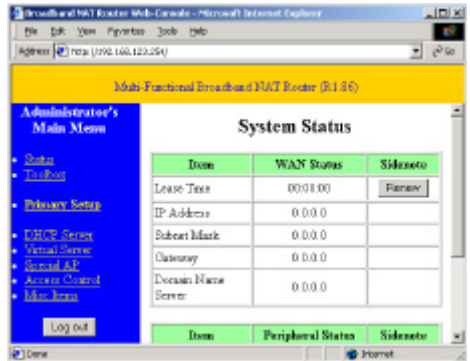 Broadband NAT Router Web-Console - Microsoft Internet Explorer
File Edit View Favorites Tools Help
Address http://192.168.123.254/ Go
Multi-Functional Broadband NAT Router (R1.86)
Administrator's
Main Menu
Status
Toolbox
Primary Setup
DHCP Server
Virtual Server
Special AP
Access Control
Misc Items
Log out
System Status
Item WAN Status Sidenote
Lease Time 00:00:00 Renew
IP Address 0.0.0.0
Subnet Mask 0.0.0.0
Gateway 0.0.0.0
Domain Name
Server 0.0.0.0
Item Peripheral Status Sidenote
Done Internet